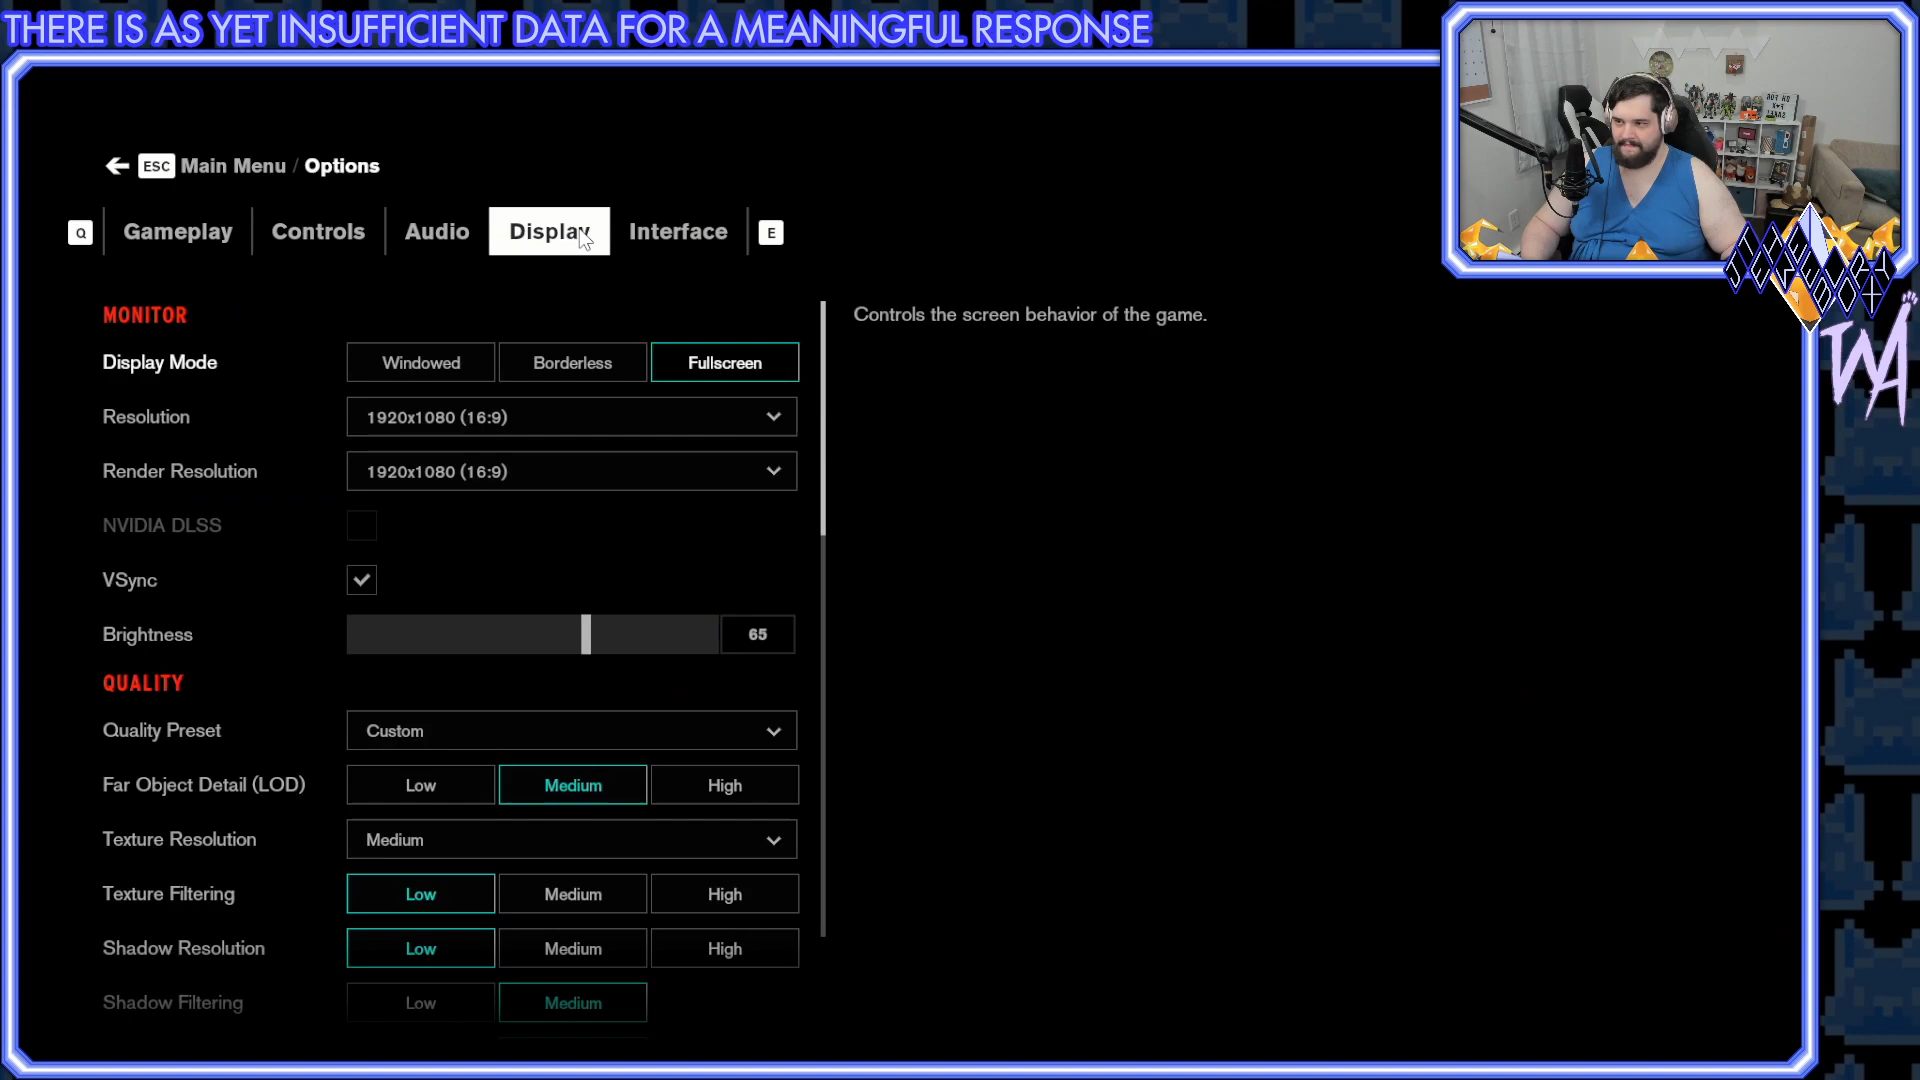 THERE IS AS YET INSUFFICIENT DATA FOR A MEANINGFUL RESPONSE
ESC Main Menu / Options
Q Gameplay Controls Audio Display Interface E
MONITOR
Controls the screen behavior of the game.
Display Mode Windowed Borderless Fullscreen
Resolution 1920x1080 (16:9)
Render Resolution 1920x1080 (16:9)
NVIDIA DLSS
VSync
Brightness 65
QUALITY
Quality Preset Custom
Far Object Detail (LOD) Low Medium High
Texture Resolution Medium
Texture Filtering Low Medium High
Shadow Resolution Low Medium High
Shadow Filtering Low Medium